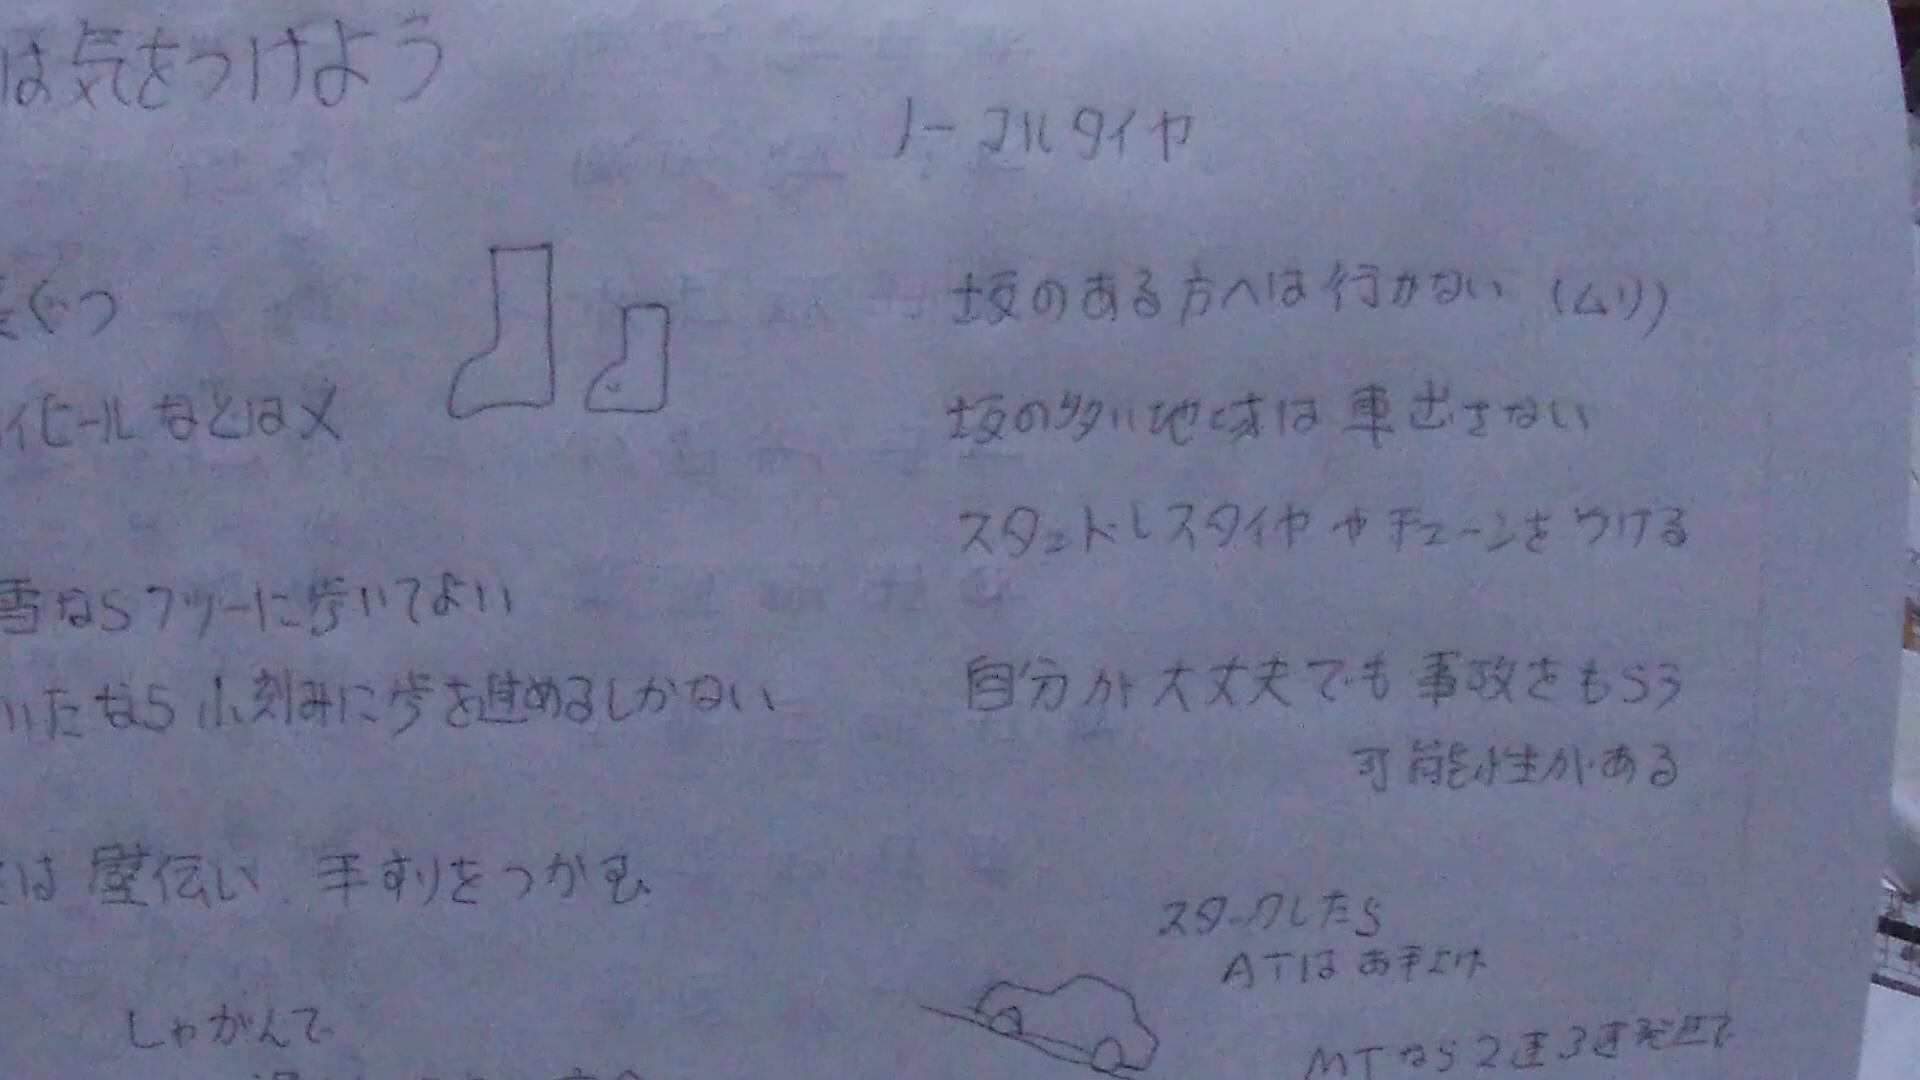 は気をつけよう
ぐつ
イヒールなどは×
雪ならフツーに歩いてよい
いたなら小刻みに歩を進めるしかない
は壁伝い、手すりをつかむ
しゃがんで
ノーマルタイヤ
坂のある方へは行かない (ムリ)
坂の多い地域は車出さない
スタッドレスタイヤやチェーンをつける
自分が大丈夫でも事故をもらう
可能性がある
スタックしたら
ATはお手上げ
MTなら2速3速発進で